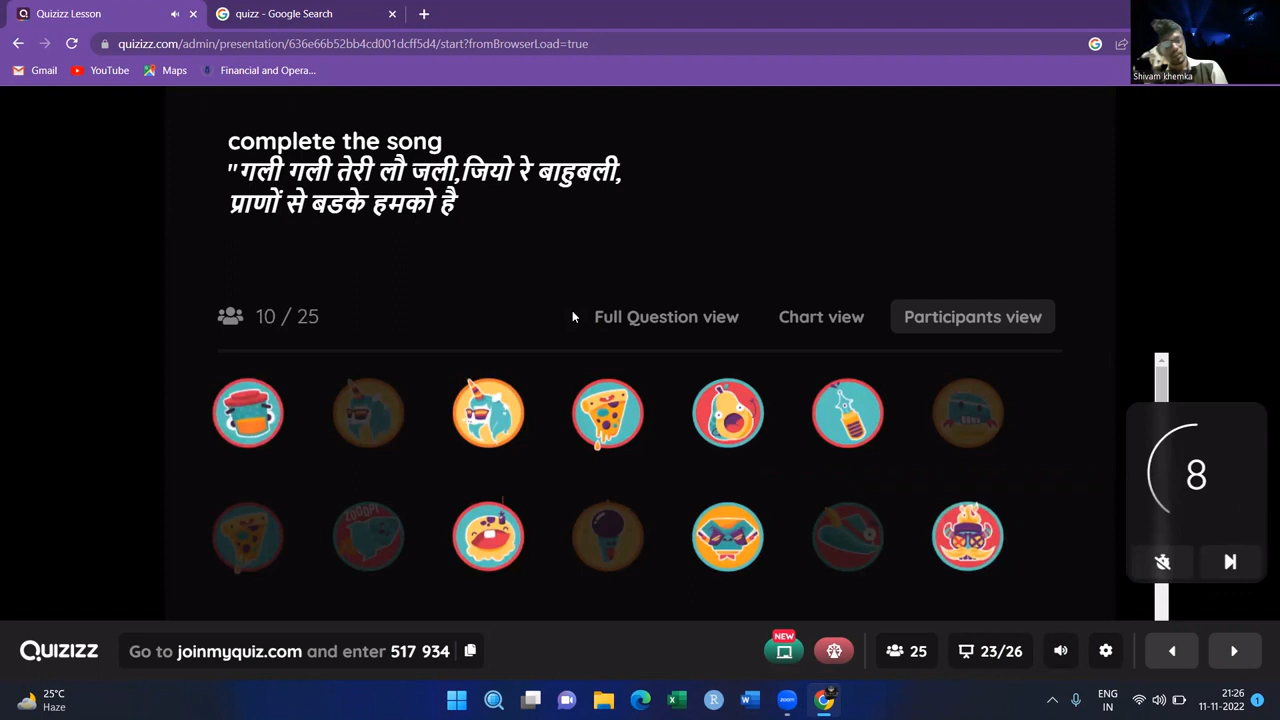 Quizizz Lesson
quizz - Google Search
quizizz.com/admin/presentation/636e66b52bb4cd001dcff5d4/start?fromBrowserLoad=true
Gmail
YouTube
Maps
Financial and Opera...
Shivam khemka
complete the song
"गली गली तेरी लौ जली,जियो रे बाहुबली,
प्राणों से बडके हमको है
10 / 25
Full Question view
Chart view
Participants view
ZOOOP!
8
Quizizz
Go to joinmyquiz.com and enter 517 934
NEW
25
23/26
25°C
Haze
ENG
IN
21:26
11-11-2022
1